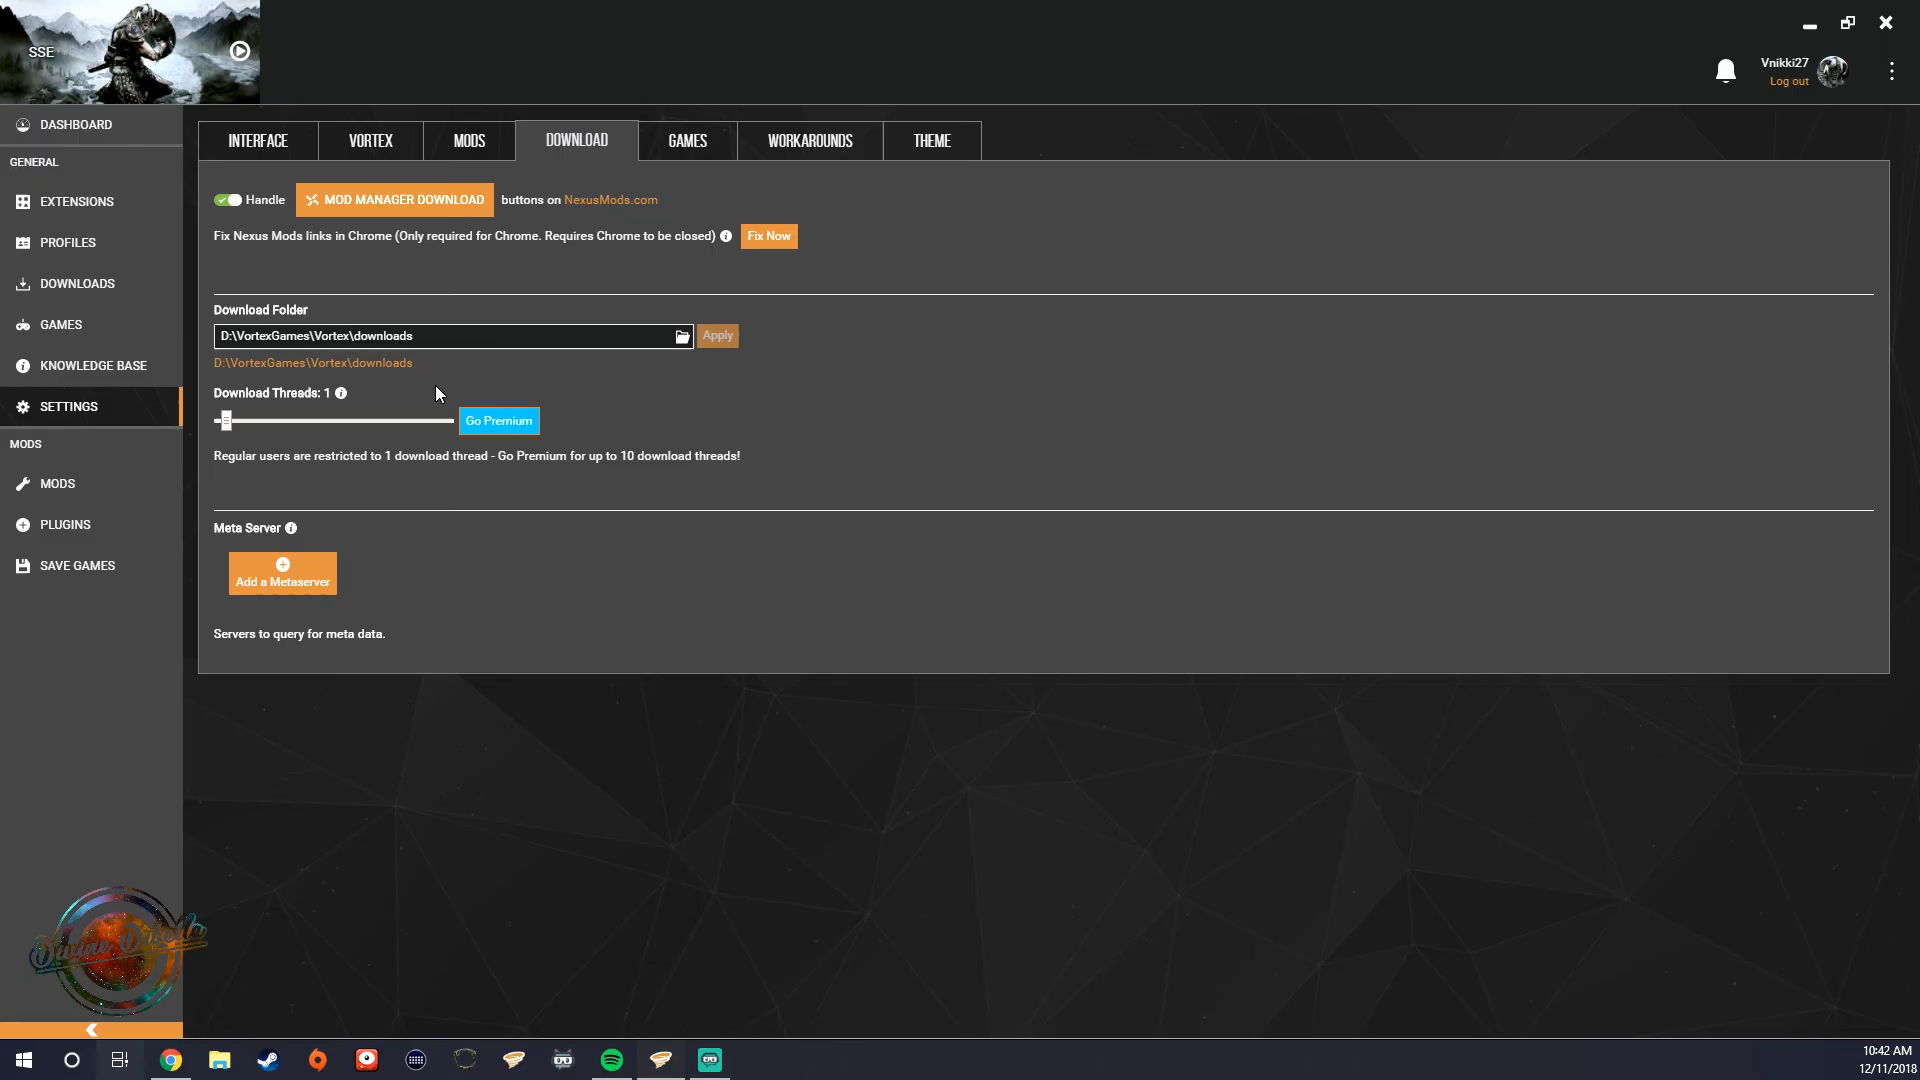 SSE
Vnikki27
Log out
DASHBOARD
GENERAL
EXTENSIONS
PROFILES
DOWNLOADS
GAMES
KNOWLEDGE BASE
SETTINGS
MODS
MODS
PLUGINS
SAVE GAMES
INTERFACE VORTEX MODS DOWNLOAD GAMES WORKAROUNDS THEME
Handle MOD MANAGER DOWNLOAD buttons on NexusMods.com
Fix Nexus Mods links in Chrome (Only required for Chrome. Requires Chrome to be closed) Fix Now
Download Folder
D:\VortexGames\Vortex\downloads Apply
D:\VortexGames\Vortex\downloads
Download Threads: 1
Go Premium
Regular users are restricted to 1 download thread - Go Premium for up to 10 download threads!
Meta Server
Add a Metaserver
Servers to query for meta data.
Divine
10:42 AM
12/11/2018